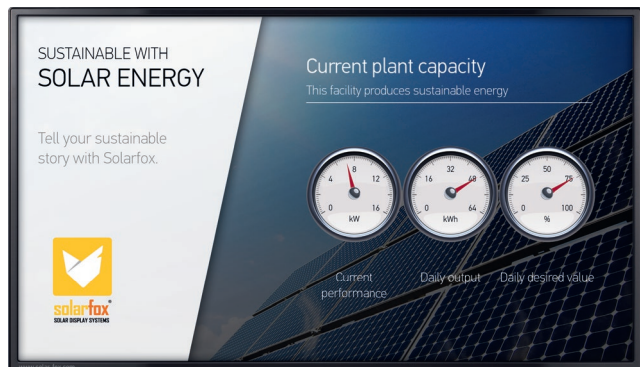 SUSTAINABLE WITH
SOLAR ENERGY
Tell your sustainable
story with Solarfox.
solarfox®
SOLAR DISPLAY SYSTEMS
Current plant capacity
This facility produces sustainable energy
0 4 8 12 16
kW
0 16 32 48 64
kWh
0 25 50 75 100
%
Current
performance
Daily output
Daily desired value